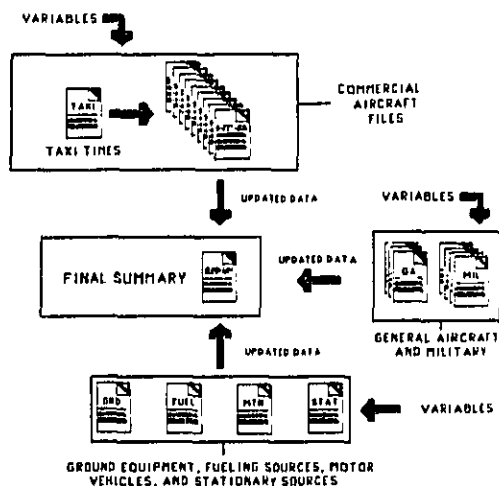 VARIABLES
TAXI
TAXI TIMES
COMMERCIAL
AIRCRAFT
FILES
UPDATED DATA
VARIABLES
FINAL SUMMARY
UPDATED DATA
GA
MIL
GENERAL AIRCRAFT
AND MILITARY
UPDATED DATA
GRD
FUEL
MTR
STAT
VARIABLES
GROUND EQUIPMENT, FUELING SOURCES, MOTOR
VEHICLES, AND STATIONARY SOURCES